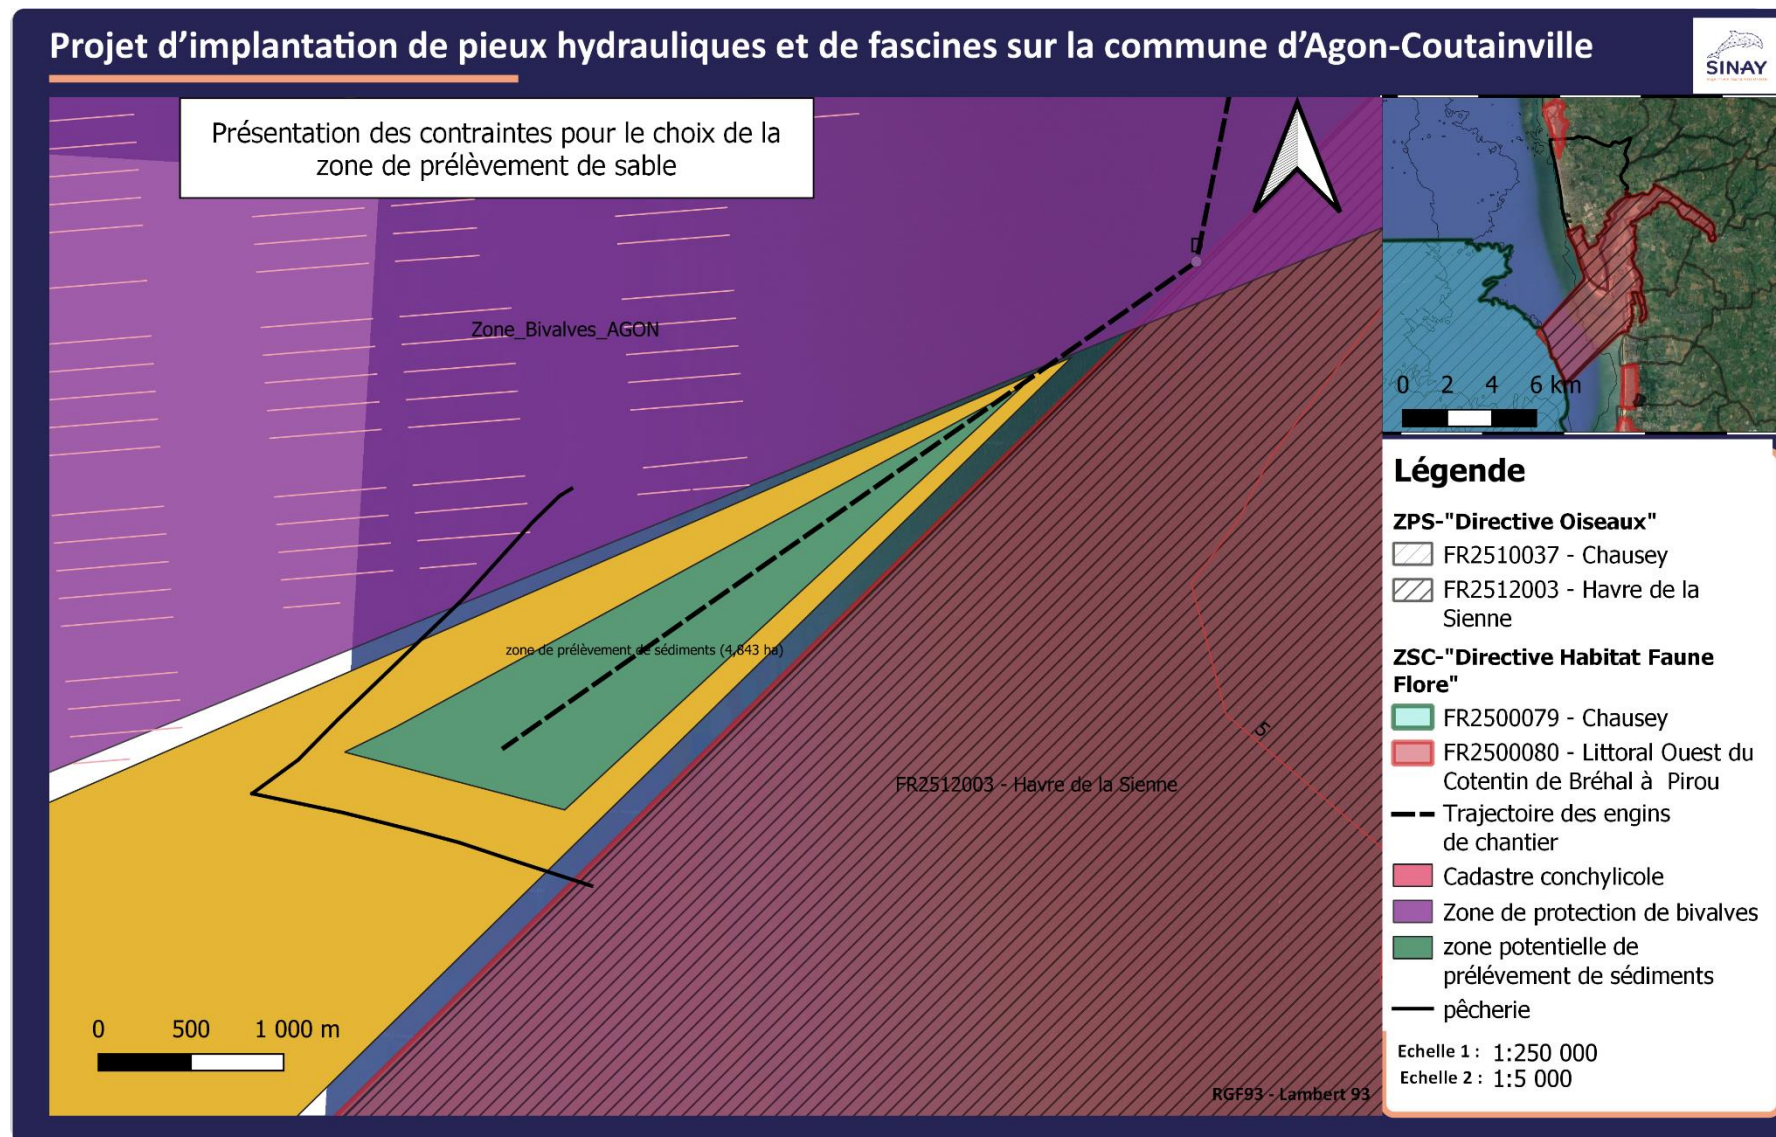 Projet d’implantation de pieux hydrauliques et de fascines sur la commune d’Agon-Coutainville
SINAY
Présentation des contraintes pour le choix de la
zone de prélèvement de sable
Zone_Bivalves_AGON
zone de prélèvement de sédiments (4,843 ha)
FR2512003 - Havre de la Sienne
5
0 500 1 000 m
RGF93 - Lambert 93
0 2 4 6 km
Légende
ZPS-"Directive Oiseaux"
FR2510037 - Chausey
FR2512003 - Havre de la
Sienne
ZSC-"Directive Habitat Faune
Flore"
FR2500079 - Chausey
FR2500080 - Littoral Ouest du
Cotentin de Bréhal à Pirou
Trajectoire des engins
de chantier
Cadastre conchylicole
Zone de protection de bivalves
zone potentielle de
prélévement de sédiments
pêcherie
Echelle 1 : 1:250 000
Echelle 2 : 1:5 000